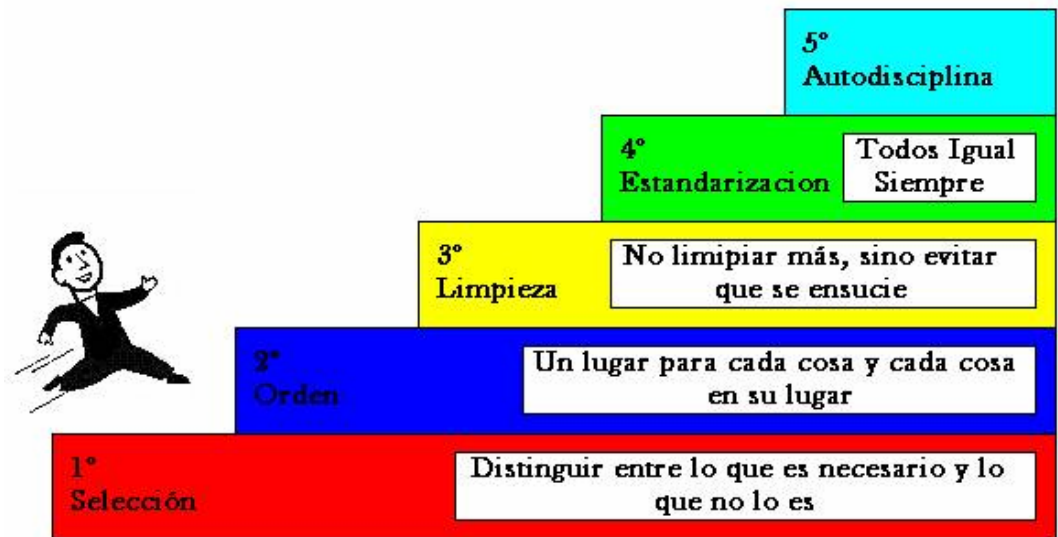 5°
Autodisciplina
4°
Estandarizacion
Todos Igual
Siempre
3°
Limpieza
No limipiar más, sino evitar
que se ensucie
2°
Orden
Un lugar para cada cosa y cada cosa
en su lugar
1°
Selección
Distinguir entre lo que es necesario y lo
que no lo es